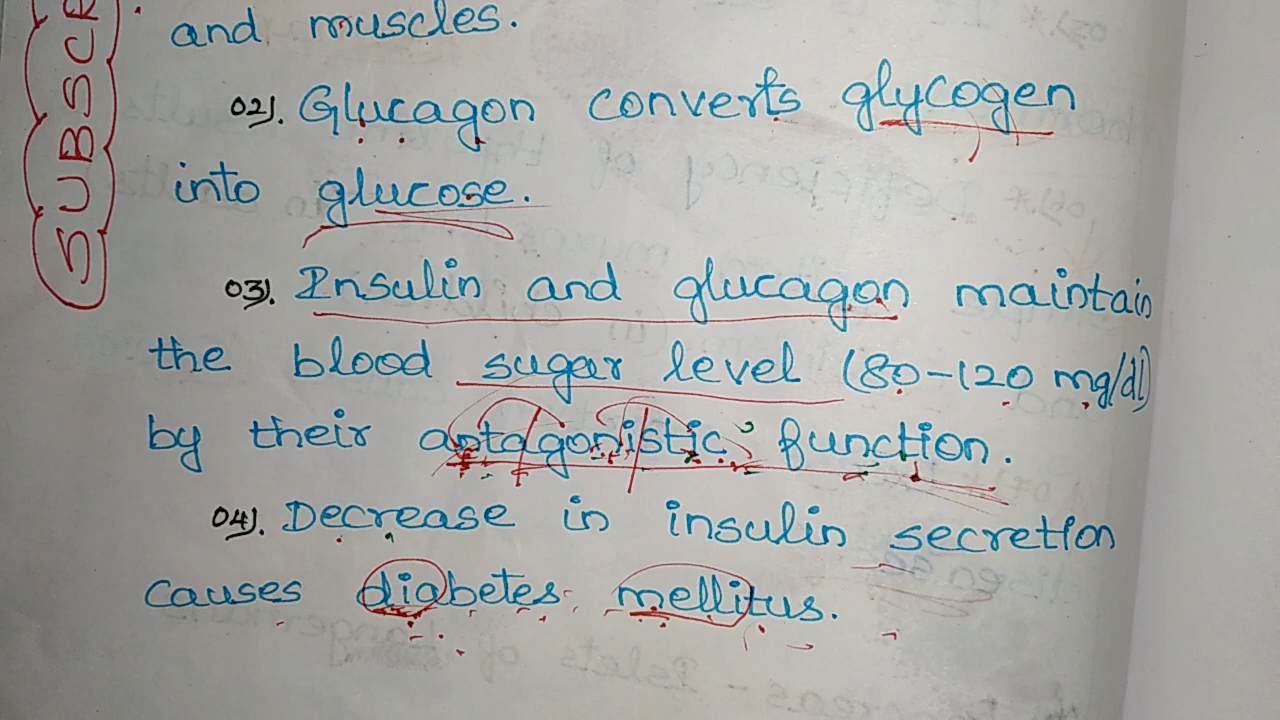 and muscles.
02). Glucagon converts glycogen
into glucose.
03). Insulin and glucagon maintain
the blood sugar level (80-120 mg/dl)
by their antagonistic function.
04). Decrease in insulin secretion
causes diabetes mellitus.
SUBSCR